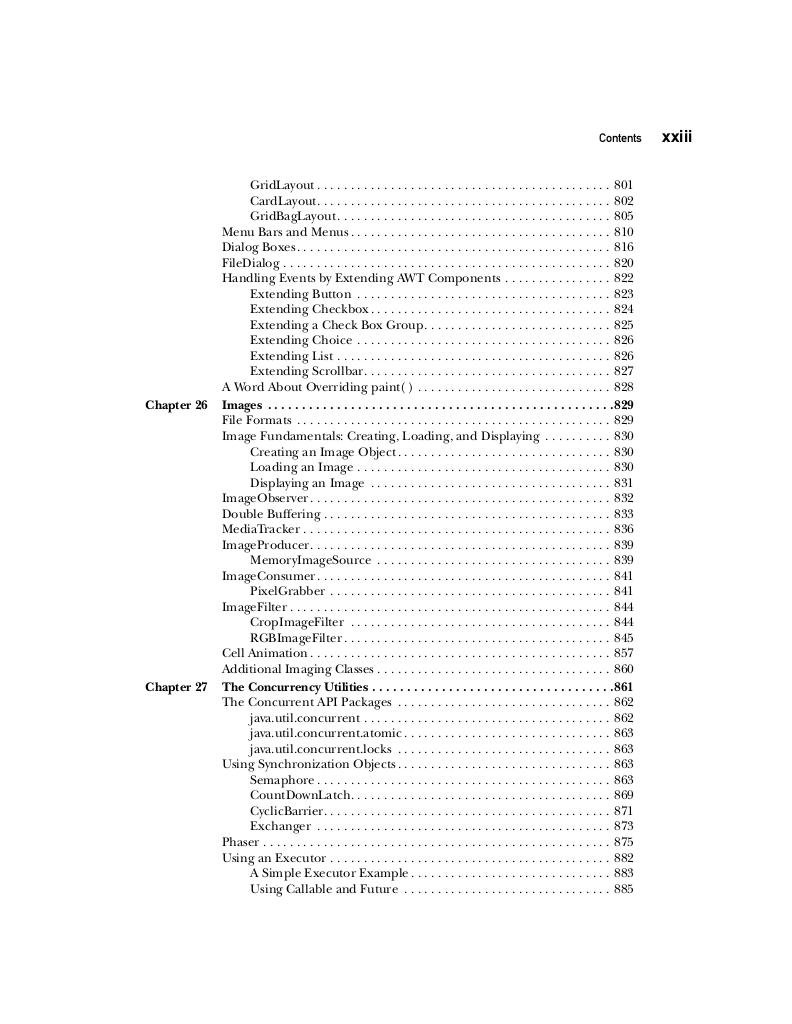 Contents xxiii
GridLayout . . . . . . . . . . . . . . . . . . . . . . . . . . . . . . . . . . . . . . . . . . . 801
CardLayout. . . . . . . . . . . . . . . . . . . . . . . . . . . . . . . . . . . . . . . . . . . 802
GridBagLayout. . . . . . . . . . . . . . . . . . . . . . . . . . . . . . . . . . . . . . . . 805
Menu Bars and Menus . . . . . . . . . . . . . . . . . . . . . . . . . . . . . . . . . . . . . . 810
Dialog Boxes. . . . . . . . . . . . . . . . . . . . . . . . . . . . . . . . . . . . . . . . . . . . . . 816
FileDialog . . . . . . . . . . . . . . . . . . . . . . . . . . . . . . . . . . . . . . . . . . . . . . . . 820
Handling Events by Extending AWT Components . . . . . . . . . . . . . . . . 822
Extending Button . . . . . . . . . . . . . . . . . . . . . . . . . . . . . . . . . . . . . 823
Extending Checkbox . . . . . . . . . . . . . . . . . . . . . . . . . . . . . . . . . . . 824
Extending a Check Box Group. . . . . . . . . . . . . . . . . . . . . . . . . . . 825
Extending Choice . . . . . . . . . . . . . . . . . . . . . . . . . . . . . . . . . . . . . 826
Extending List . . . . . . . . . . . . . . . . . . . . . . . . . . . . . . . . . . . . . . . . 826
Extending Scrollbar. . . . . . . . . . . . . . . . . . . . . . . . . . . . . . . . . . . . 827
A Word About Overriding paint( ) . . . . . . . . . . . . . . . . . . . . . . . . . . . . 828
Chapter 26 Images . . . . . . . . . . . . . . . . . . . . . . . . . . . . . . . . . . . . . . . . . . . . . . . . . .829
File Formats . . . . . . . . . . . . . . . . . . . . . . . . . . . . . . . . . . . . . . . . . . . . . . 829
Image Fundamentals: Creating, Loading, and Displaying . . . . . . . . . . 830
Creating an Image Object . . . . . . . . . . . . . . . . . . . . . . . . . . . . . . . 830
Loading an Image . . . . . . . . . . . . . . . . . . . . . . . . . . . . . . . . . . . . . 830
Displaying an Image . . . . . . . . . . . . . . . . . . . . . . . . . . . . . . . . . . . 831
ImageObserver . . . . . . . . . . . . . . . . . . . . . . . . . . . . . . . . . . . . . . . . . . . . 832
Double Buffering . . . . . . . . . . . . . . . . . . . . . . . . . . . . . . . . . . . . . . . . . . 833
MediaTracker . . . . . . . . . . . . . . . . . . . . . . . . . . . . . . . . . . . . . . . . . . . . . 836
ImageProducer. . . . . . . . . . . . . . . . . . . . . . . . . . . . . . . . . . . . . . . . . . . . 839
MemoryImageSource . . . . . . . . . . . . . . . . . . . . . . . . . . . . . . . . . . 839
ImageConsumer . . . . . . . . . . . . . . . . . . . . . . . . . . . . . . . . . . . . . . . . . . . 841
PixelGrabber . . . . . . . . . . . . . . . . . . . . . . . . . . . . . . . . . . . . . . . . . 841
ImageFilter . . . . . . . . . . . . . . . . . . . . . . . . . . . . . . . . . . . . . . . . . . . . . . . 844
CropImageFilter . . . . . . . . . . . . . . . . . . . . . . . . . . . . . . . . . . . . . . 844
RGBImageFilter . . . . . . . . . . . . . . . . . . . . . . . . . . . . . . . . . . . . . . . 845
Cell Animation . . . . . . . . . . . . . . . . . . . . . . . . . . . . . . . . . . . . . . . . . . . . 857
Additional Imaging Classes . . . . . . . . . . . . . . . . . . . . . . . . . . . . . . . . . . 860
Chapter 27 The Concurrency Utilities . . . . . . . . . . . . . . . . . . . . . . . . . . . . . . . . . . .861
The Concurrent API Packages . . . . . . . . . . . . . . . . . . . . . . . . . . . . . . . 862
java.util.concurrent . . . . . . . . . . . . . . . . . . . . . . . . . . . . . . . . . . . . 862
java.util.concurrent.atomic . . . . . . . . . . . . . . . . . . . . . . . . . . . . . . 863
java.util.concurrent.locks . . . . . . . . . . . . . . . . . . . . . . . . . . . . . . . 863
Using Synchronization Objects . . . . . . . . . . . . . . . . . . . . . . . . . . . . . . . 863
Semaphore . . . . . . . . . . . . . . . . . . . . . . . . . . . . . . . . . . . . . . . . . . . 863
CountDownLatch. . . . . . . . . . . . . . . . . . . . . . . . . . . . . . . . . . . . . . 869
CyclicBarrier. . . . . . . . . . . . . . . . . . . . . . . . . . . . . . . . . . . . . . . . . . 871
Exchanger . . . . . . . . . . . . . . . . . . . . . . . . . . . . . . . . . . . . . . . . . . . 873
Phaser . . . . . . . . . . . . . . . . . . . . . . . . . . . . . . . . . . . . . . . . . . . . . . . . . . . 875
Using an Executor . . . . . . . . . . . . . . . . . . . . . . . . . . . . . . . . . . . . . . . . . 882
A Simple Executor Example . . . . . . . . . . . . . . . . . . . . . . . . . . . . . 883
Using Callable and Future . . . . . . . . . . . . . . . . . . . . . . . . . . . . . . 885